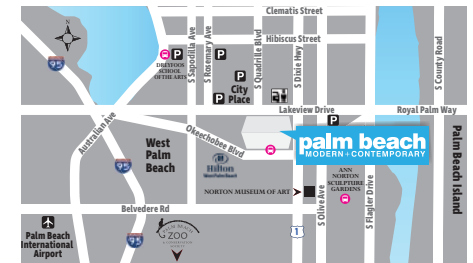 Clematis Street
N
Hibiscus Street
95
P
DREYFOOS
SCHOOL
OF THE ARTS
S Sapodilla Ave
S Rosemary Ave
P
City
Place
P
S Quadrille Blvd
S Dixie Hwy
S County Road
Australian Ave
Lakeview Drive
Royal Palm Way
P
Okeechobee Blvd
palm beach
MODERN+CONTEMPORARY
West
Palm
Beach
95
Hilton
West Palm Beach
NORTON MUSEUM OF ART
ANN
NORTON
SCULPTURE
GARDENS
S Olive Ave
S Flagler Drive
Palm Beach Island
Belvedere Rd
Palm Beach
International
Airport
95
PALM BEACH
ZOO
1